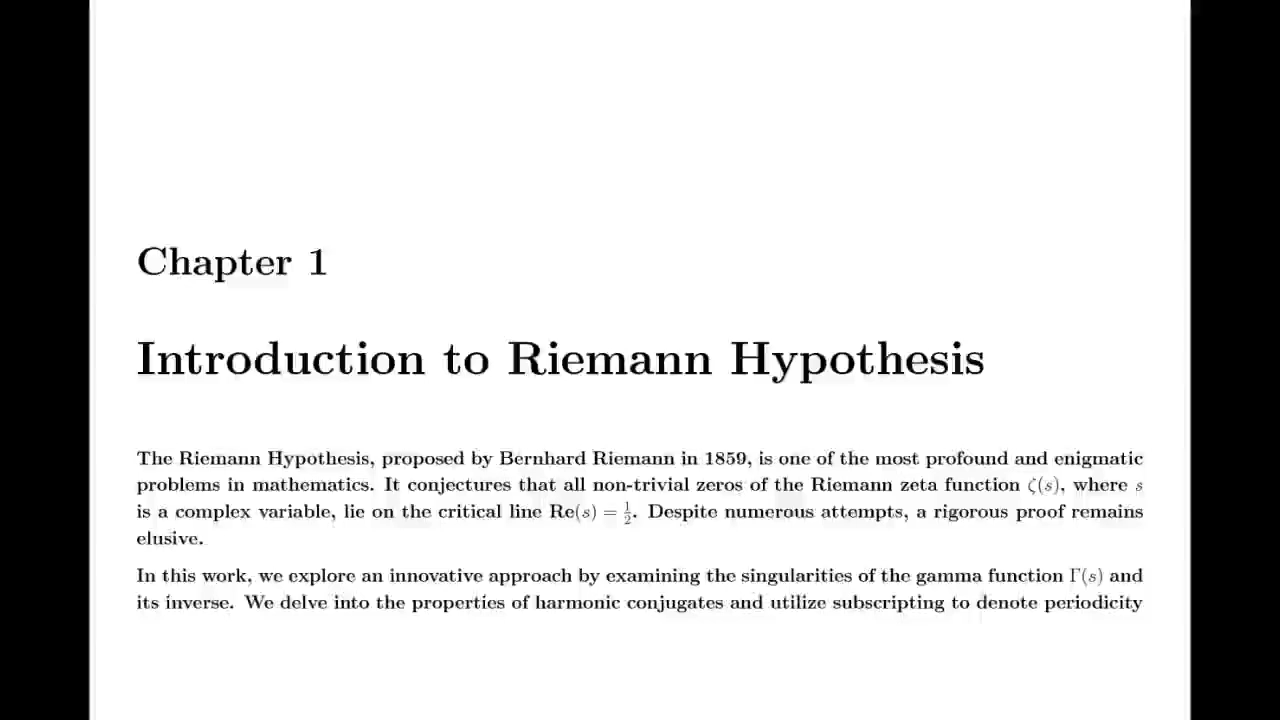 Chapter 1
Introduction to Riemann Hypothesis
The Riemann Hypothesis, proposed by Bernhard Riemann in 1859, is one of the most profound and enigmatic
problems in mathematics. It conjectures that all non-trivial zeros of the Riemann zeta function ζ(s), where s
is a complex variable, lie on the critical line Re(s) = 1/2. Despite numerous attempts, a rigorous proof remains
elusive.
In this work, we explore an innovative approach by examining the singularities of the gamma function Γ(s) and
its inverse. We delve into the properties of harmonic conjugates and utilize subscripting to denote periodicity